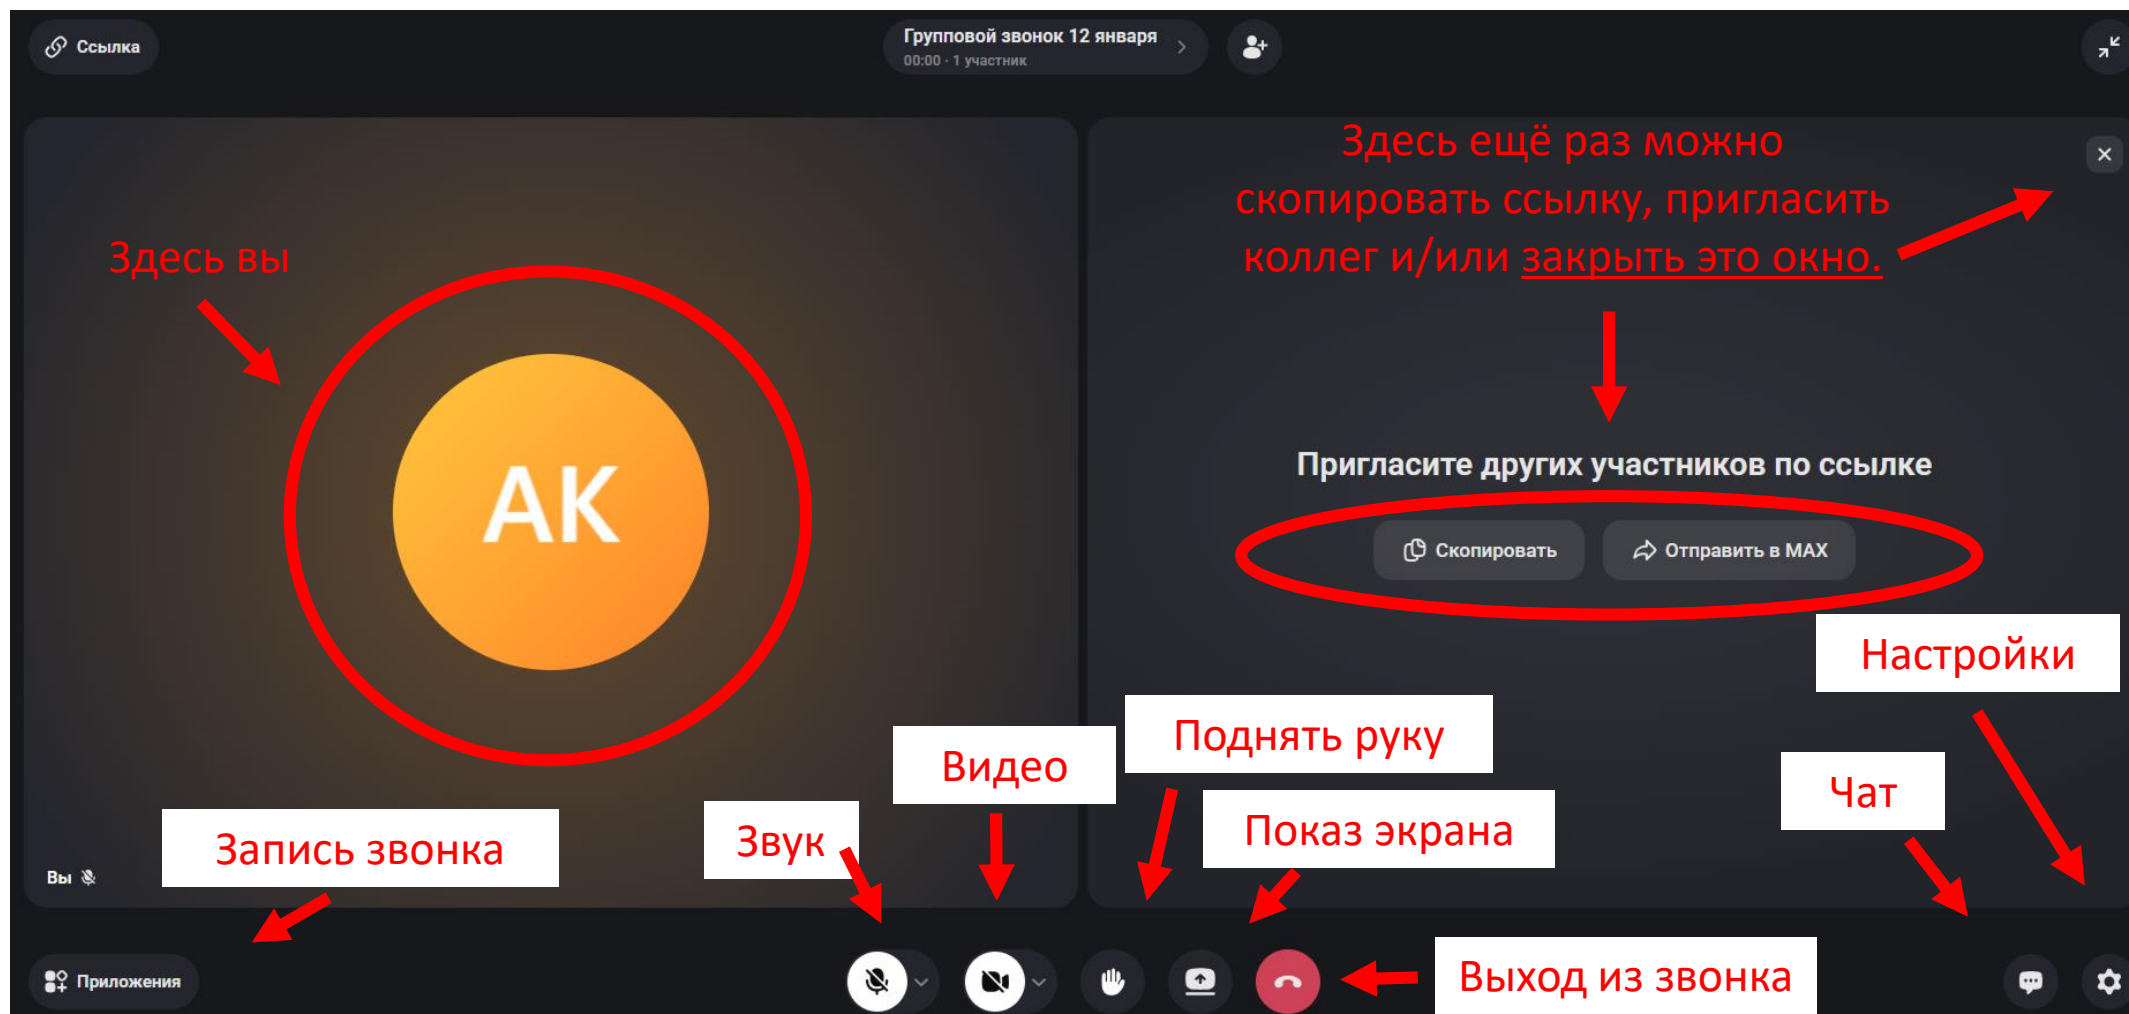 Ссылка
Групповой звонок 12 января
00:00 · 1 участник
Здесь ещё раз можно
скопировать ссылку, пригласить
коллег и/или закрыть это окно.
Здесь вы
АК
Пригласите других участников по ссылке
Скопировать
Отправить в MAX
Настройки
Поднять руку
Видео
Чат
Показ экрана
Звук
Запись звонка
Вы
Приложения
Выход из звонка